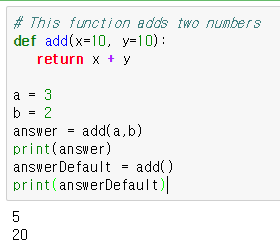 # This function adds two numbers
def add(x=10, y=10):
   return x + y

a = 3
b = 2
answer = add(a,b)
print(answer)
answerDefault = add()
print(answerDefault)
5
20